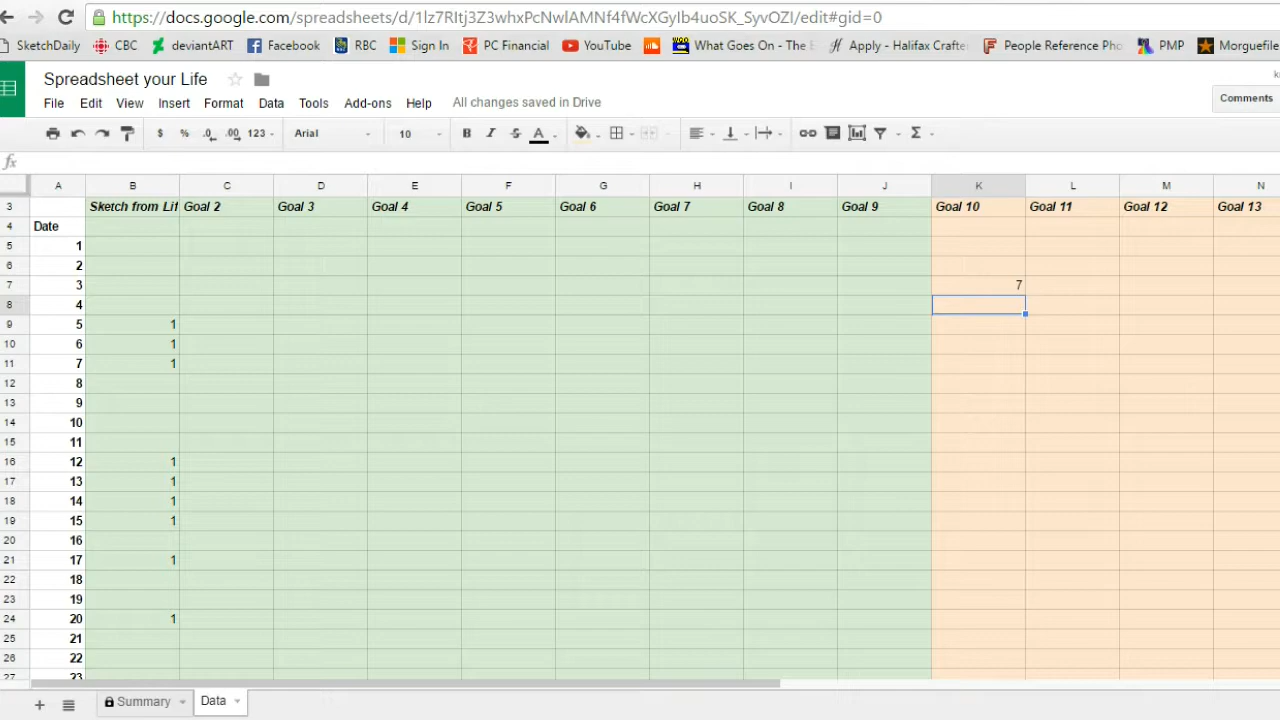 https://docs.google.com/spreadsheets/d/1lz7RItj3Z3whxPcNwlAMNf4fWcXGyIb4uoSK_SyvOZI/edit#gid=0
SketchDaily CBC deviantART Facebook RBC Sign In PC Financial YouTube What Goes On - The Apply - Halifax Crafte People Reference Pho PMP Morguefile
Spreadsheet your Life
File Edit View Insert Format Data Tools Add-ons Help All changes saved in Drive Comments
$ % .0 .00 123 Arial 10 B I S A Σ
fx
A B C D E F G H I J K L M N
3 Sketch from Lif Goal 2 Goal 3 Goal 4 Goal 5 Goal 6 Goal 7 Goal 8 Goal 9 Goal 10 Goal 11 Goal 12 Goal 13
4 Date
5 1
6 2
7 3 7
8 4
9 5 1
10 6 1
11 7 1
12 8
13 9
14 10
15 11
16 12 1
17 13 1
18 14 1
19 15 1
20 16
21 17 1
22 18
23 19
24 20 1
25 21
26 22
27 23
+ Summary Data